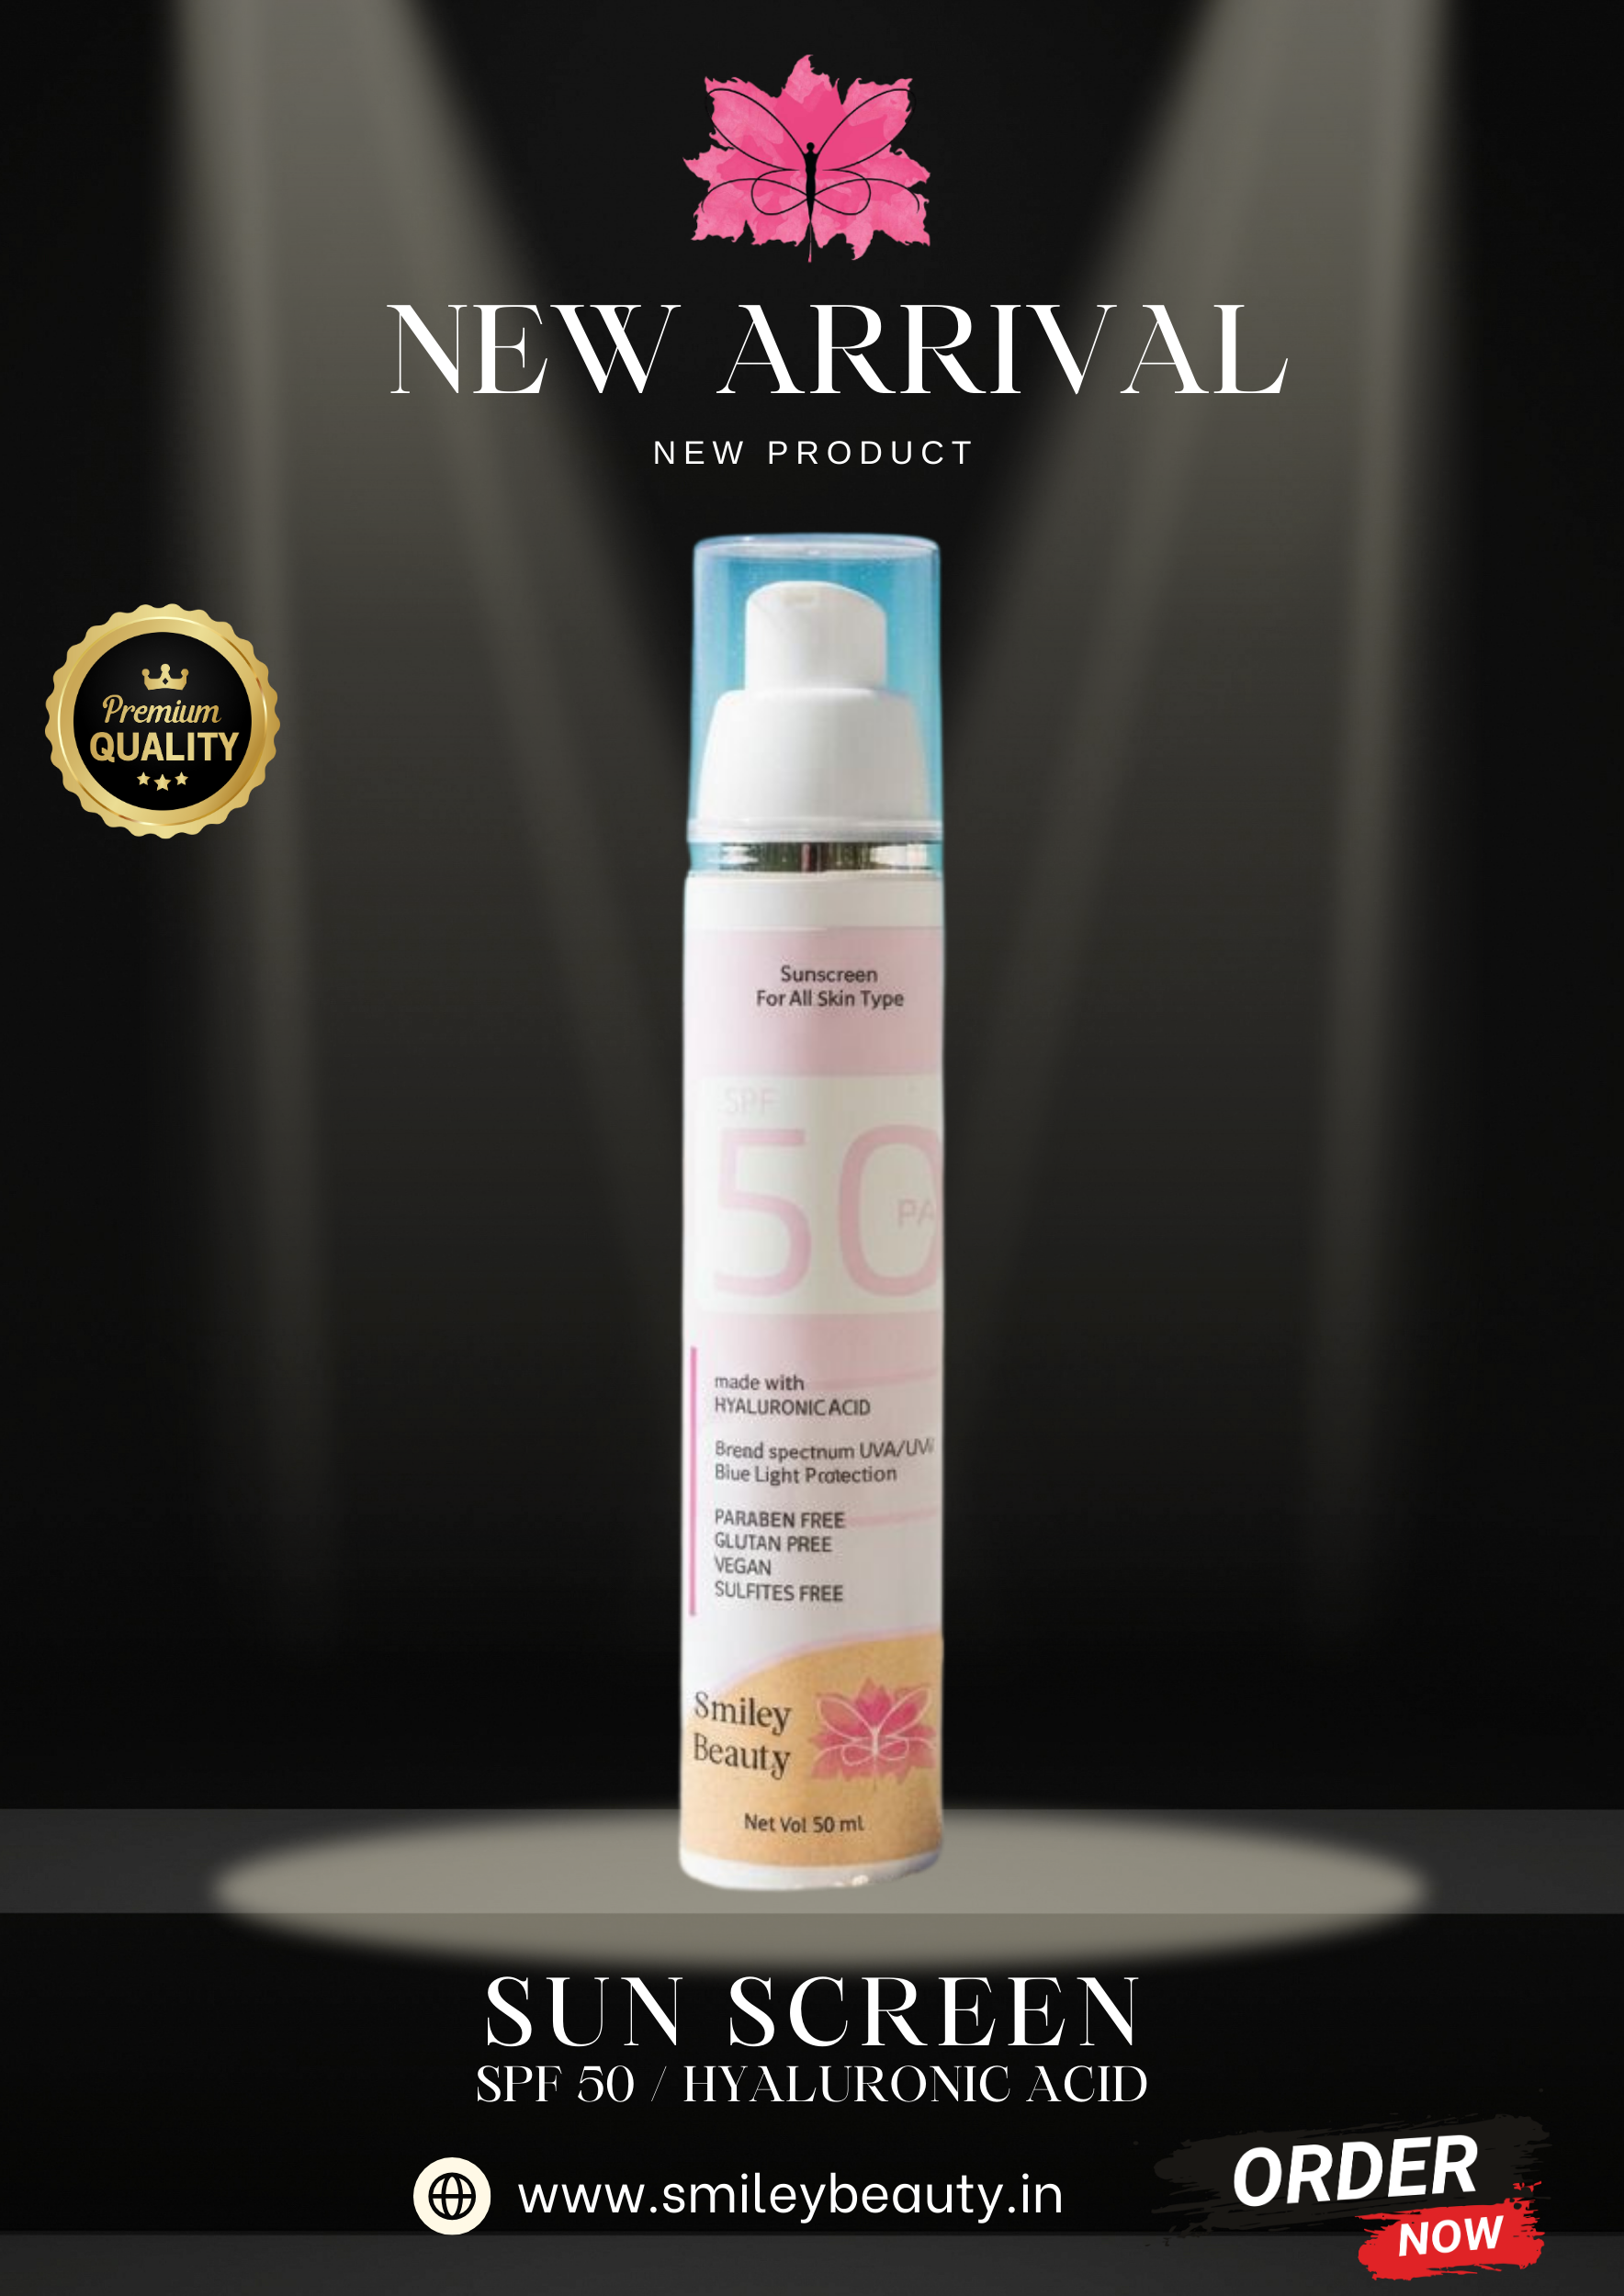 NEW ARRIVAL
NEW PRODUCT
Premium
QUALITY
Sunscreen
For All Skin Type
SPF
50
PA
made with
HYALURONIC ACID
Brend spectnum UVA/UV
Blue Light Protection
PARABEN FREE
GLUTAN PREE
VEGAN
SULFITES FREE
Smiley
Beauty
Net Vol 50 ml
SUN SCREEN
SPF 50 / HYALURONIC ACID
www.smileybeauty.in
ORDER
NOW